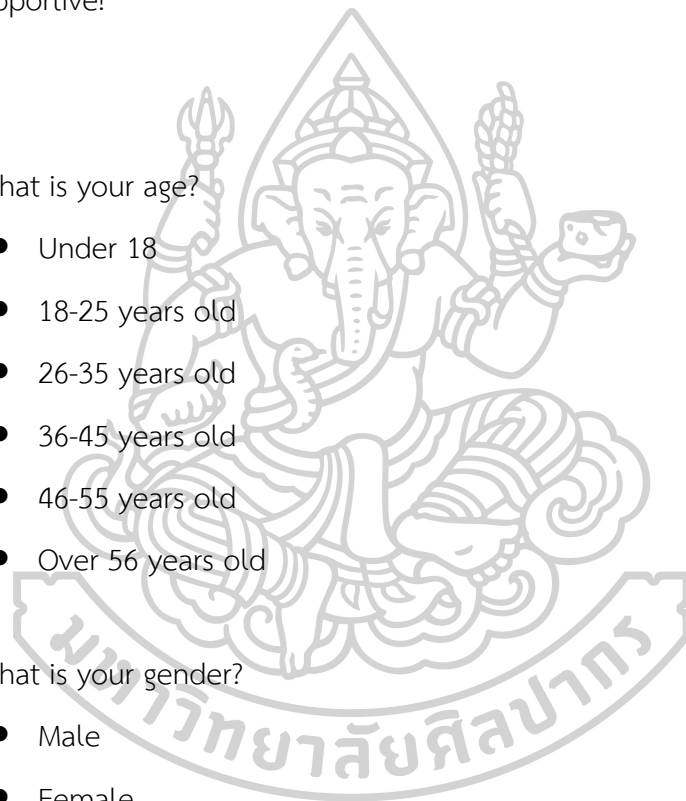 pportive!
hat is your age?
● Under 18
● 18-25 years old
● 26-35 years old
● 36-45 years old
● 46-55 years old
● Over 56 years old
hat is your gender?
● Male
● Female
มหาวิทยาลัยศิลปากร